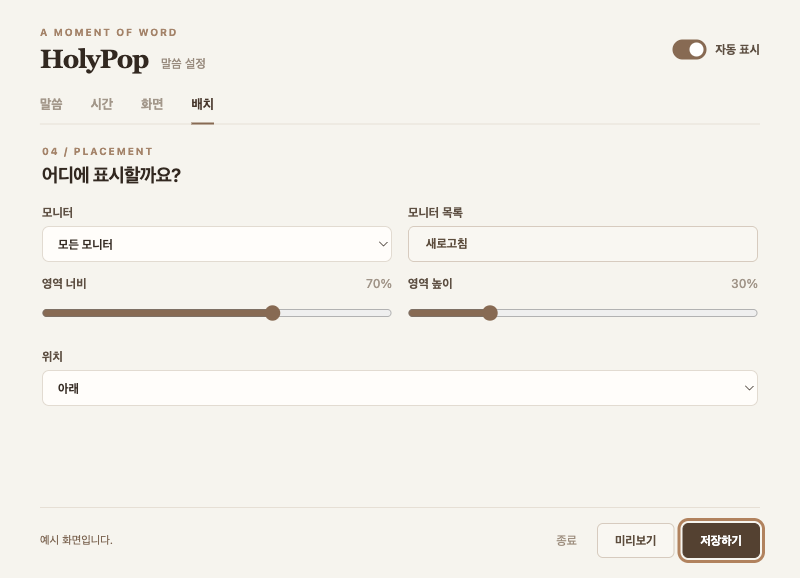 A MOMENT OF WORD
HolyPop 말씀 설정
자동 표시
말씀 시간 화면 배치
04 / PLACEMENT
어디에 표시할까요?
모니터
모든 모니터
모니터 목록
새로고침
영역 너비 70%
영역 높이 30%
위치
아래
예시 화면입니다.
종료 미리보기 저장하기